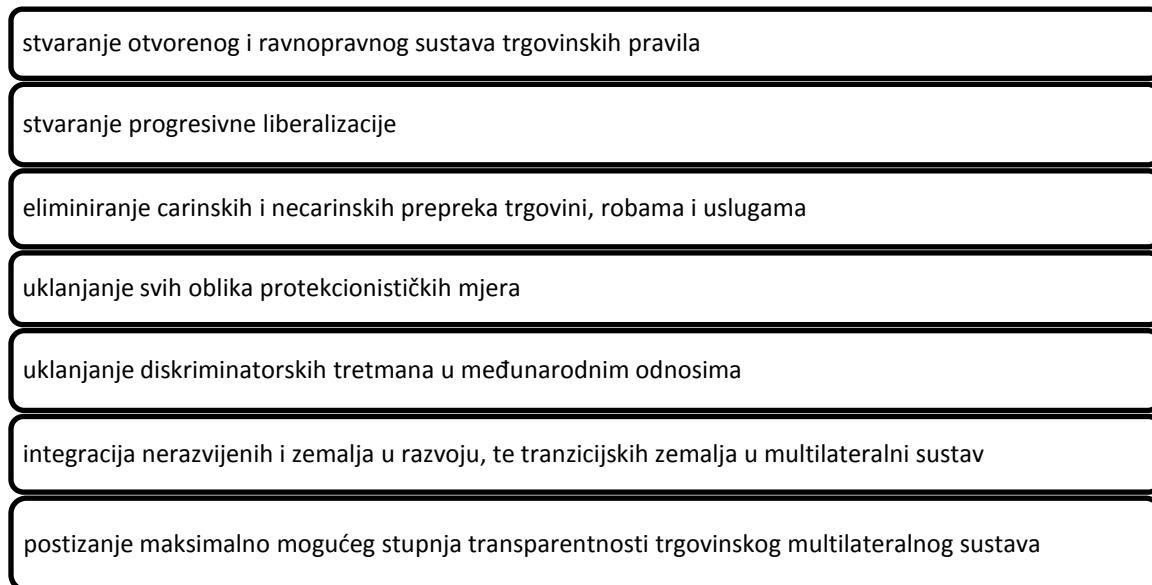 stvaranje otvorenog i ravnopravnog sustava trgovinskih pravila
stvaranje progresivne liberalizacije
eliminiranje carinskih i necarinskih prepreka trgovini, robama i uslugama
uklanjanje svih oblika protekcionističkih mjera
uklanjanje diskriminatorskih tretmana u međunarodnim odnosima
integracija nerazvijenih i zemalja u razvoju, te tranzicijskih zemalja u multilateralni sustav
postizanje maksimalno mogućeg stupnja transparentnosti trgovinskog multilateralnog sustava